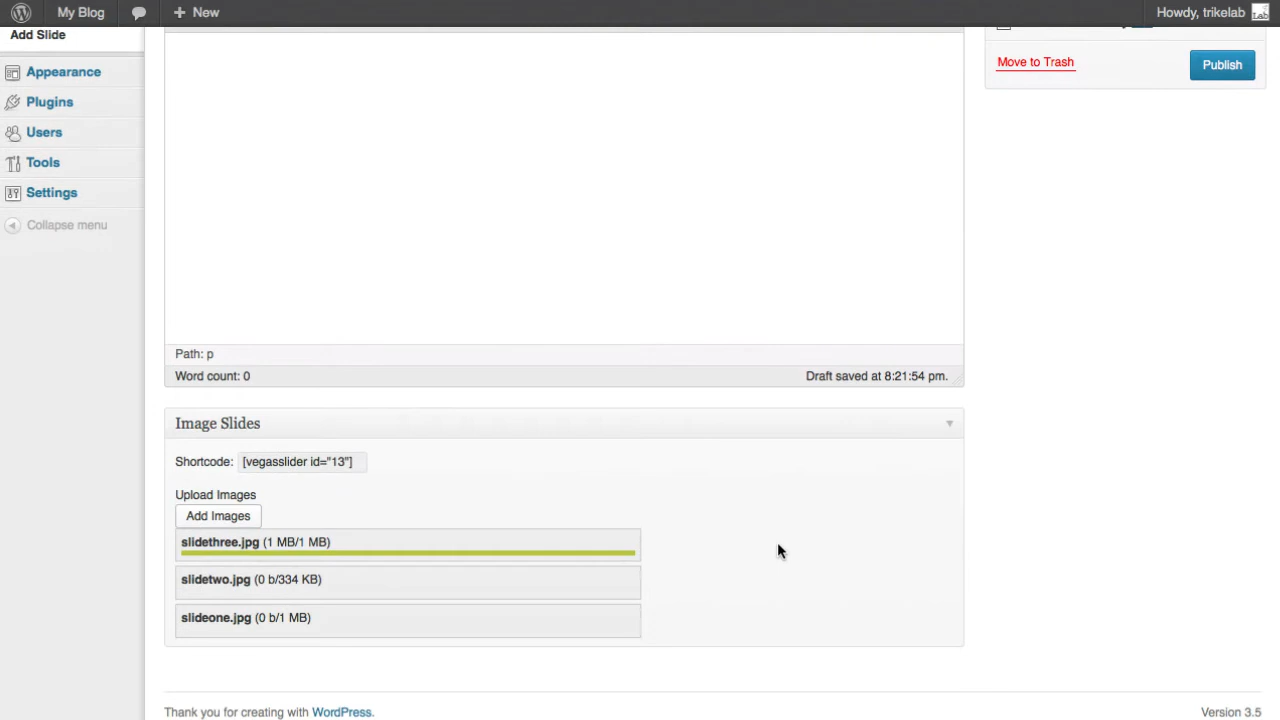 My Blog
New
Howdy, trikelab
Add Slide
Appearance
Plugins
Users
Tools
Settings
Collapse menu
Move to Trash
Publish
Path: p
Word count: 0
Draft saved at 8:21:54 pm.
Image Slides
Shortcode: [vegasslider id="13"]
Upload Images
Add Images
slidethree.jpg (1 MB/1 MB)
slidetwo.jpg (0 b/334 KB)
slideone.jpg (0 b/1 MB)
Thank you for creating with WordPress.
Version 3.5